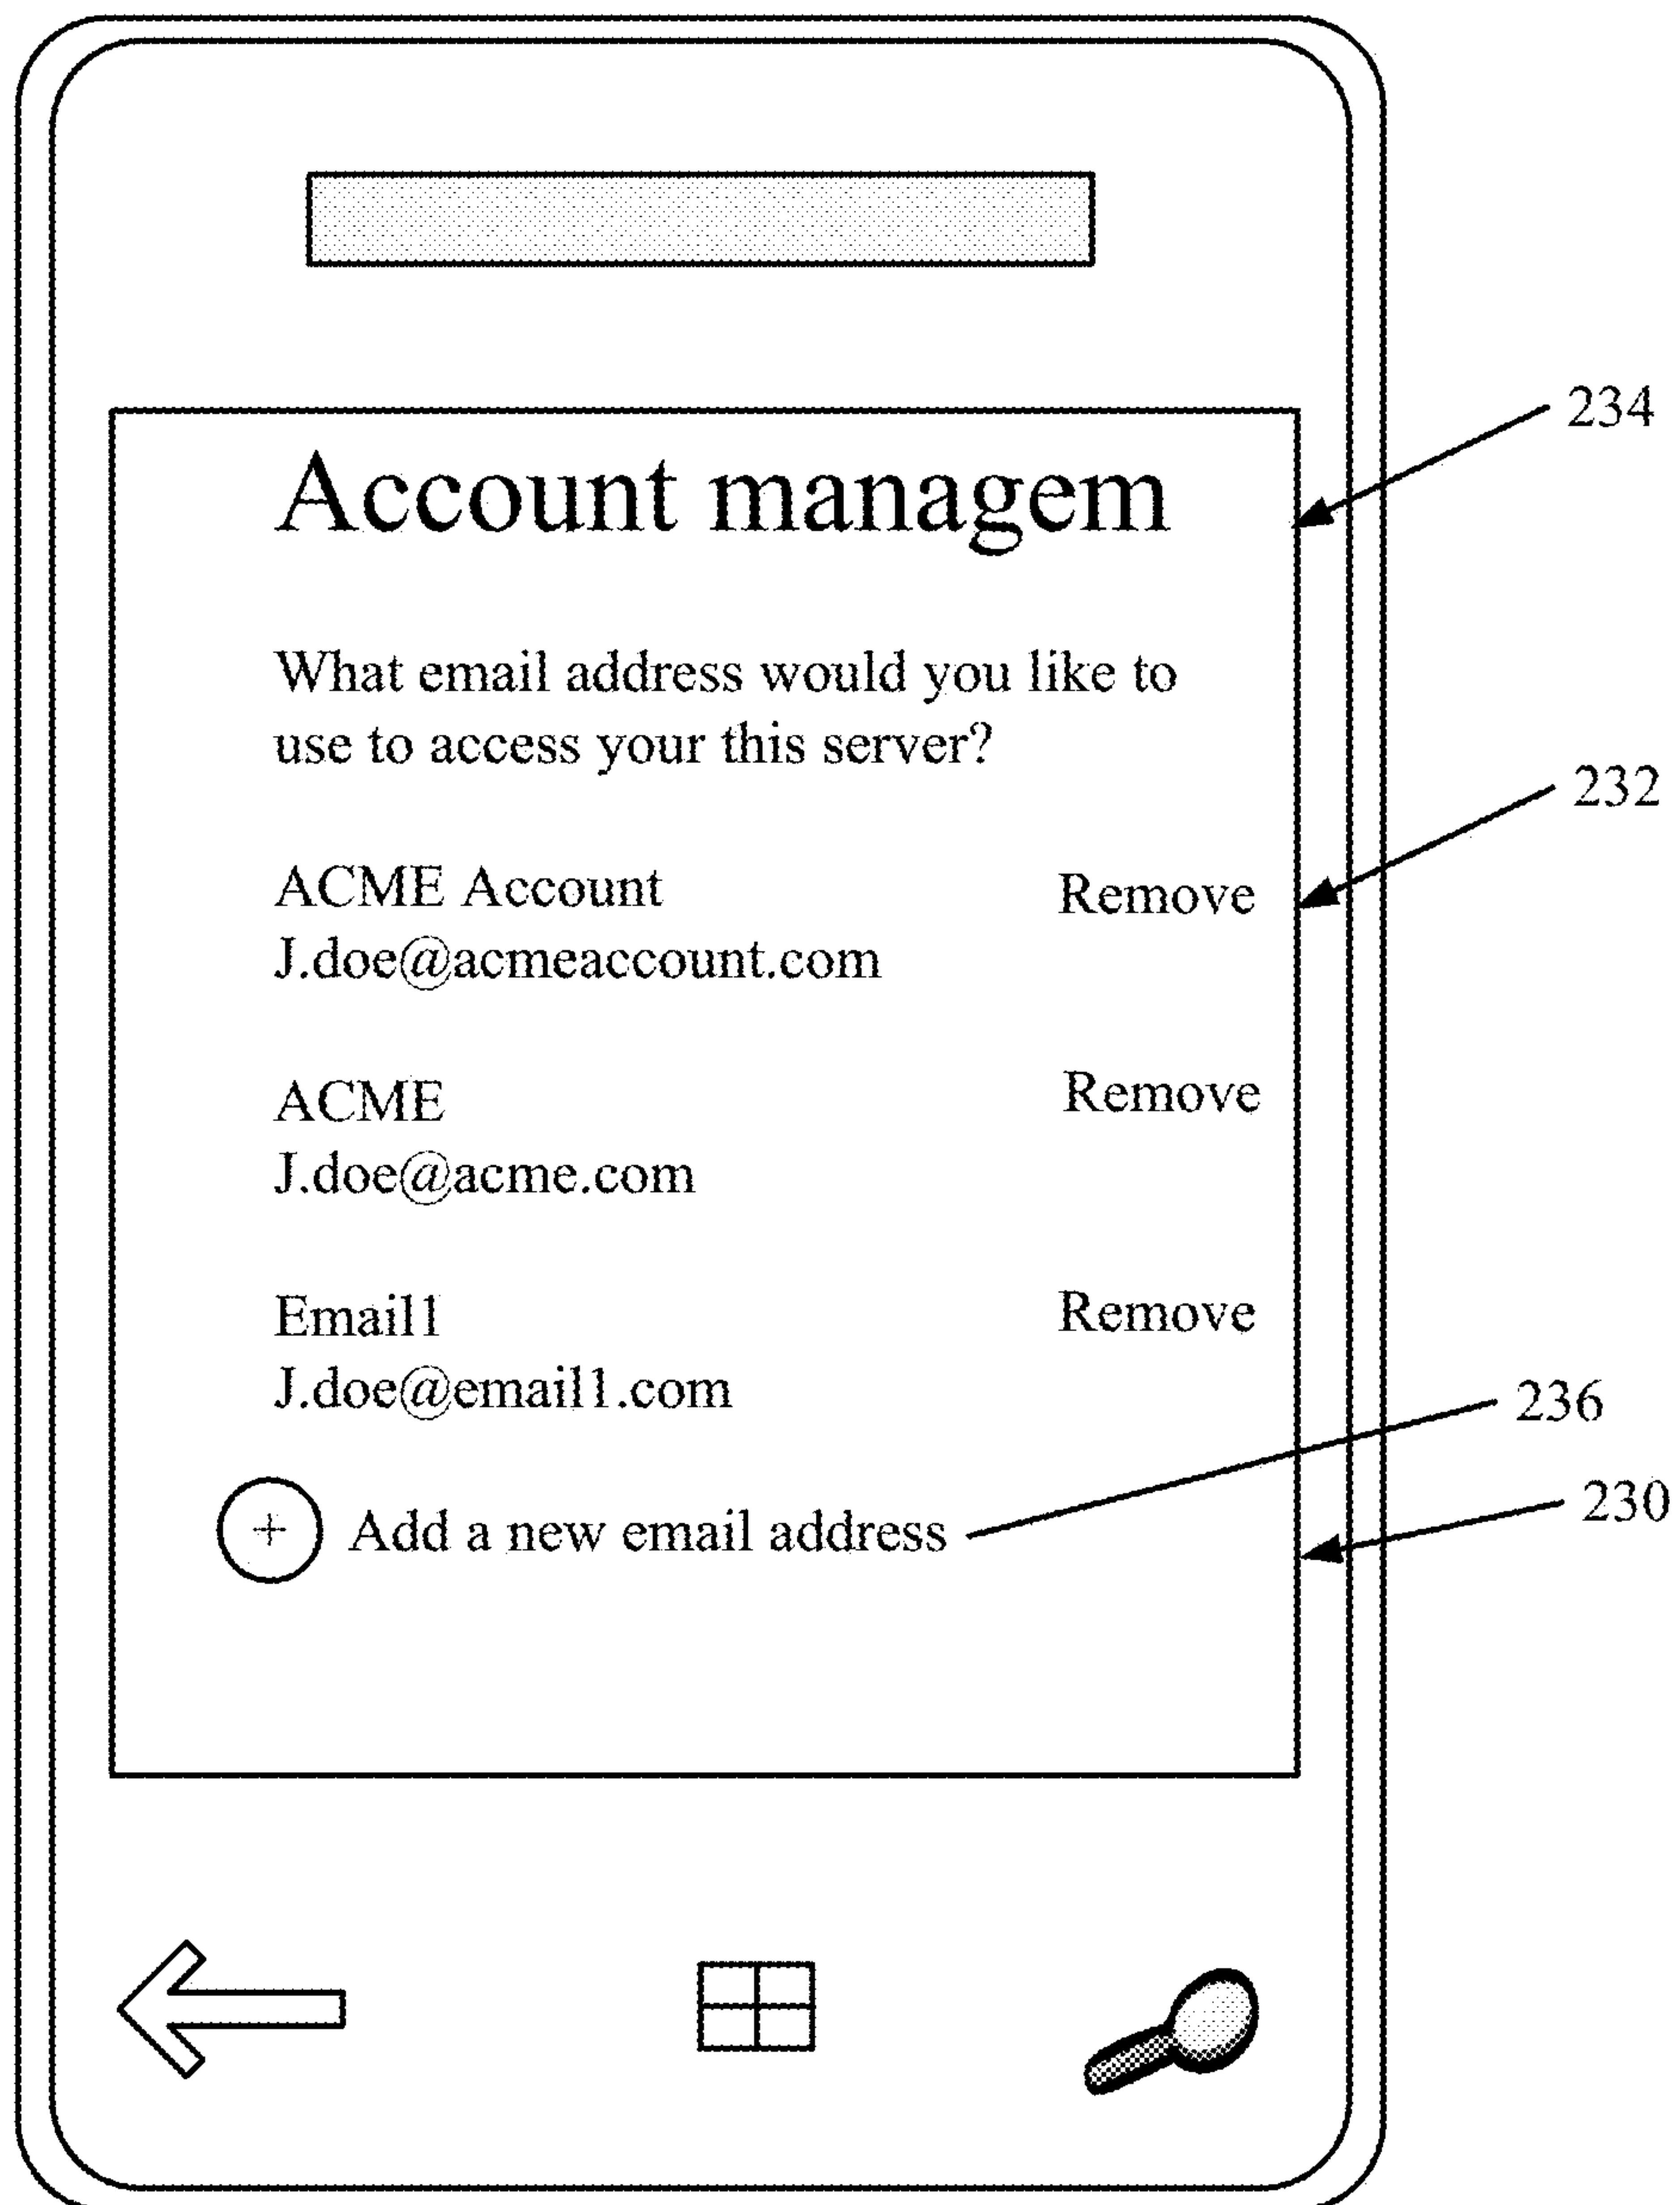 234
Account managem
What email address would you like to
use to access your this server?
232
ACME Account Remove
J.doe@acmeaccount.com
ACME Remove
J.doe@acme.com
Email1 Remove
J.doe@email1.com
236
+ Add a new email address
230